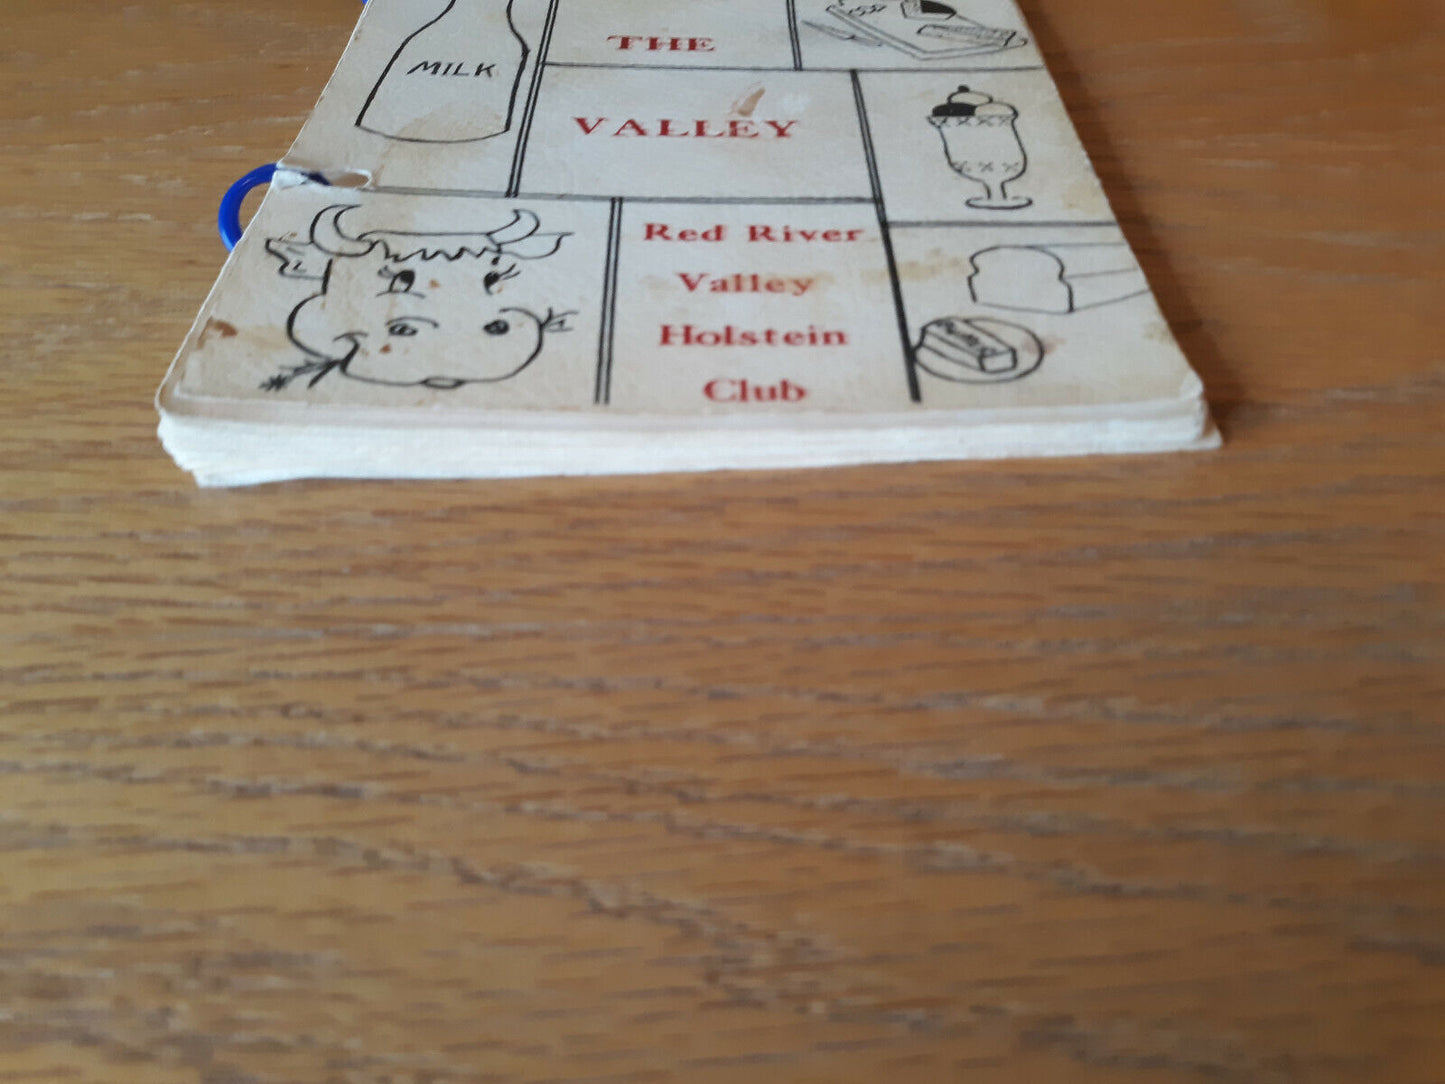 MILK
THE
VALLEY
Red River
Valley
Holstein
Club